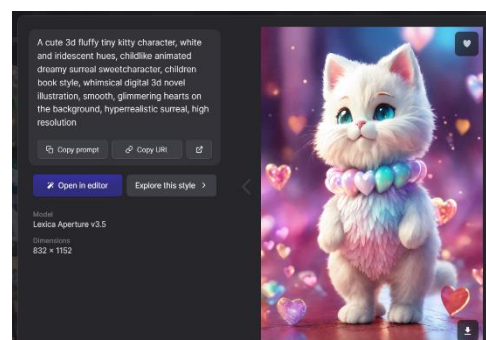 A cute 3d fluffy tiny kitty character, white
and iridescent hues, childlike animated
dreamy surreal sweetcharacter, children
book style, whimsical digital 3d novel
illustration, smooth, glimmering hearts on
the background, hyperrealistic surreal, high
resolution
Copy prompt
Copy URL
Open in editor
Explore this style
Model
Lexica Aperture v3.5
Dimensions
832 × 1152